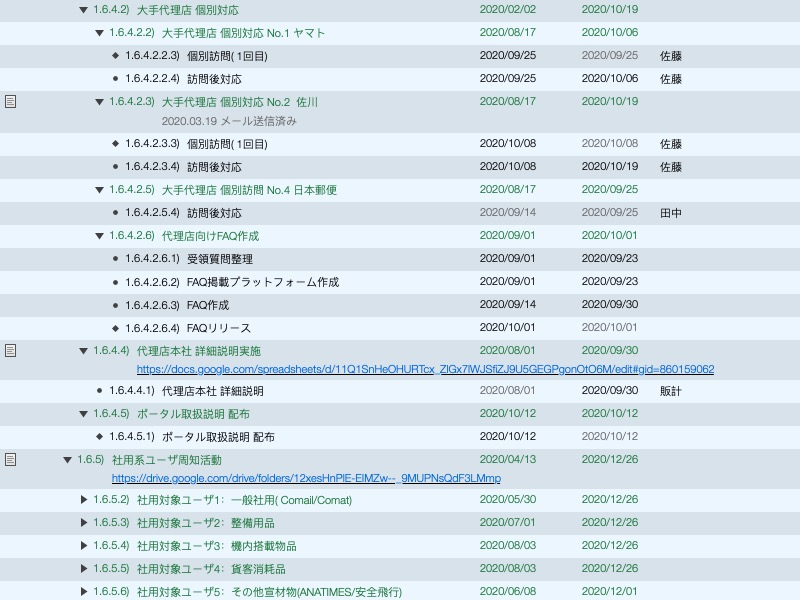 1.6.4.2) 大手代理店 個別対応 2020/02/02 2020/10/19
1.6.4.2.2) 大手代理店 個別対応 No.1 ヤマト 2020/08/17 2020/10/06
1.6.4.2.2.3) 個別訪問( 1回目) 2020/09/25 2020/09/25 佐藤
1.6.4.2.2.4) 訪問後対応 2020/09/25 2020/10/06 佐藤
1.6.4.2.3) 大手代理店 個別対応 No.2 佐川 2020/08/17 2020/10/19
2020.03.19 メール送信済み
1.6.4.2.3.3) 個別訪問( 1回目) 2020/10/08 2020/10/08 佐藤
1.6.4.2.3.4) 訪問後対応 2020/10/08 2020/10/19 佐藤
1.6.4.2.5) 大手代理店 個別訪問 No.4 日本郵便 2020/08/17 2020/09/25
1.6.4.2.5.4) 訪問後対応 2020/09/14 2020/09/25 田中
1.6.4.2.6) 代理店向けFAQ作成 2020/09/01 2020/10/01
1.6.4.2.6.1) 受領質問整理 2020/09/01 2020/09/23
1.6.4.2.6.2) FAQ掲載プラットフォーム作成 2020/09/01 2020/09/23
1.6.4.2.6.3) FAQ作成 2020/09/14 2020/09/30
1.6.4.2.6.4) FAQリリース 2020/10/01 2020/10/01
1.6.4.4) 代理店本社 詳細説明実施 2020/08/01 2020/09/30
https://docs.google.com/spreadsheets/d/11Q1SnHeOHURTcx_ZlGx7lWJSfiZJ9U5GEGPgonOtO6M/edit#gid=860159062
1.6.4.4.1) 代理店本社 詳細説明 2020/08/01 2020/09/30 販計
1.6.4.5) ポータル取扱説明 配布 2020/10/12 2020/10/12
1.6.4.5.1) ポータル取扱説明 配布 2020/10/12 2020/10/12
1.6.5) 社用系ユーザ周知活動 2020/04/13 2020/12/26
https://drive.google.com/drive/folders/12xesHnPlE-ElMZw--_9MUPNsQdF3LMmp
1.6.5.2) 社用対象ユーザ1: 一般社用( Comail/Comat) 2020/05/30 2020/12/26
1.6.5.3) 社用対象ユーザ2: 整備用品 2020/07/01 2020/12/26
1.6.5.4) 社用対象ユーザ3: 機内搭載物品 2020/08/03 2020/12/26
1.6.5.5) 社用対象ユーザ4: 貨客消耗品 2020/08/03 2020/12/26
1.6.5.6) 社用対象ユーザ5: その他宣材物(ANATIMES/安全飛行) 2020/06/08 2020/12/01